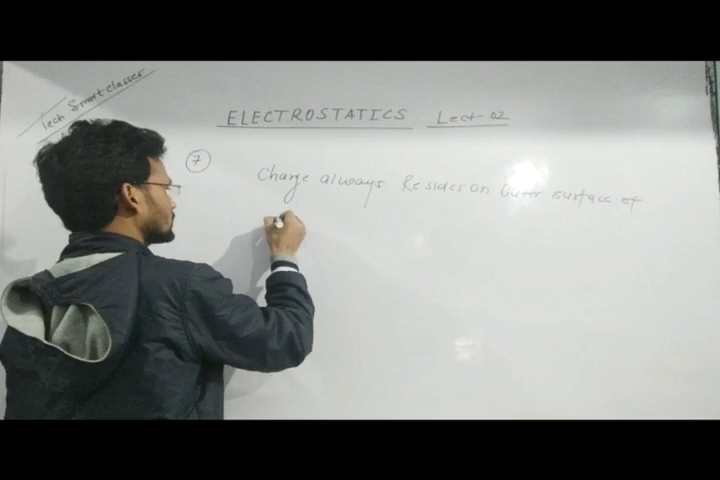 Tech Smart classes
ELECTROSTATICS Lect-02
7
Charge always Resides on Outer surface of